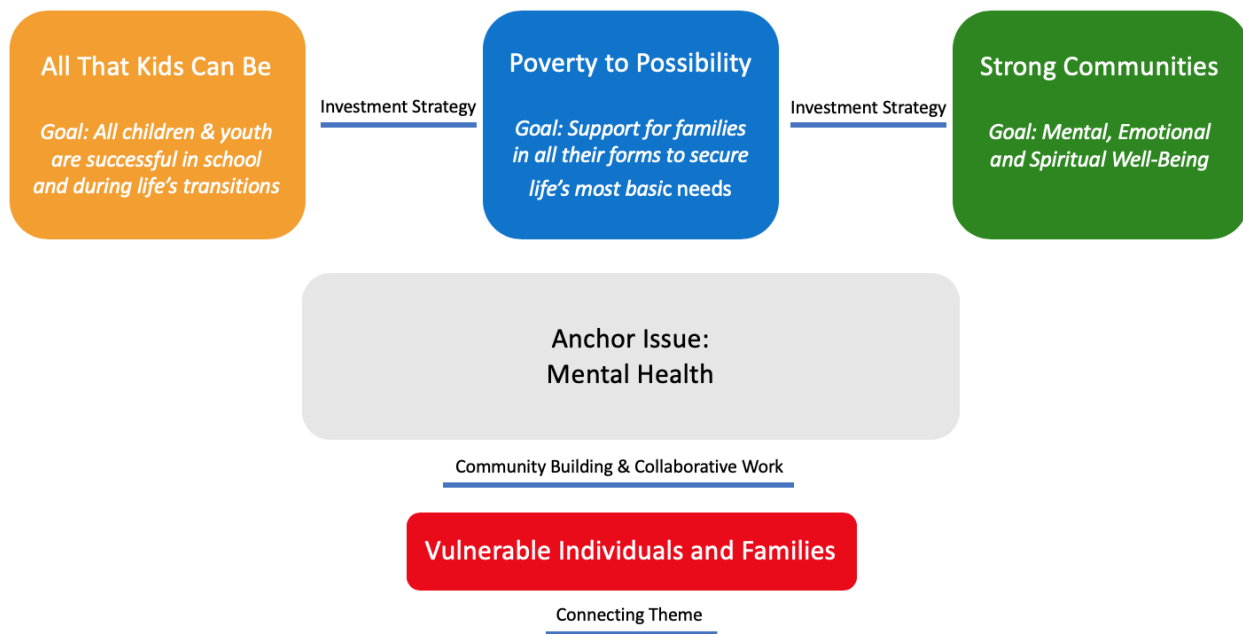 All That Kids Can Be
Goal: All children & youth
are successful in school
and during life's transitions
Investment Strategy
Poverty to Possibility
Goal: Support for families
in all their forms to secure
life's most basic needs
Investment Strategy
Strong Communities
Goal: Mental, Emotional
and Spiritual Well-Being
Anchor Issue:
Mental Health
Community Building & Collaborative Work
Vulnerable Individuals and Families
Connecting Theme